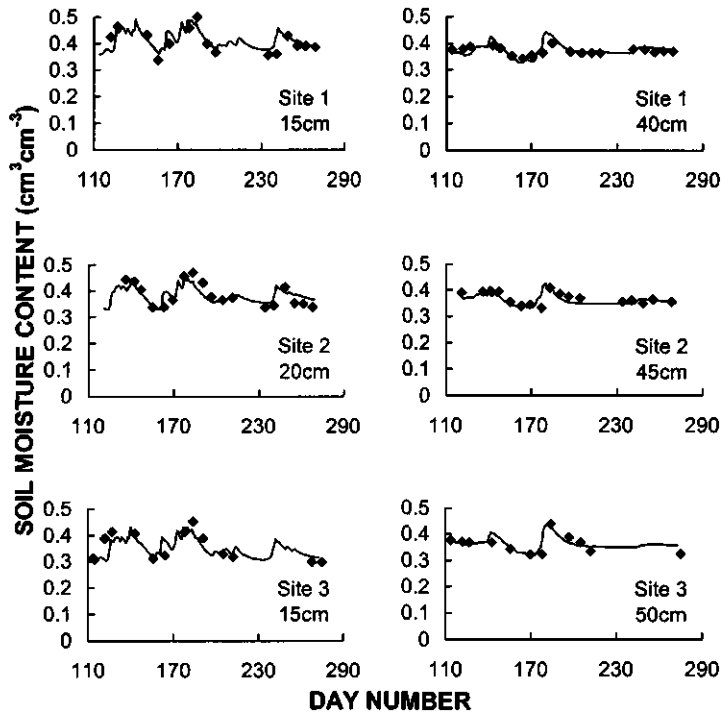 SOIL MOISTURE CONTENT (cm³cm⁻³)
0.5
0.4
0.3
0.2
0.1
0
Site 1
15cm
110 170 230 290
0.5
0.4
0.3
0.2
0.1
0
Site 1
40cm
110 170 230 290
0.5
0.4
0.3
0.2
0.1
0
Site 2
20cm
110 170 230 290
0.5
0.4
0.3
0.2
0.1
0
Site 2
45cm
110 170 230 290
0.5
0.4
0.3
0.2
0.1
0
Site 3
15cm
110 170 230 290
0.5
0.4
0.3
0.2
0.1
0
Site 3
50cm
110 170 230 290
DAY NUMBER